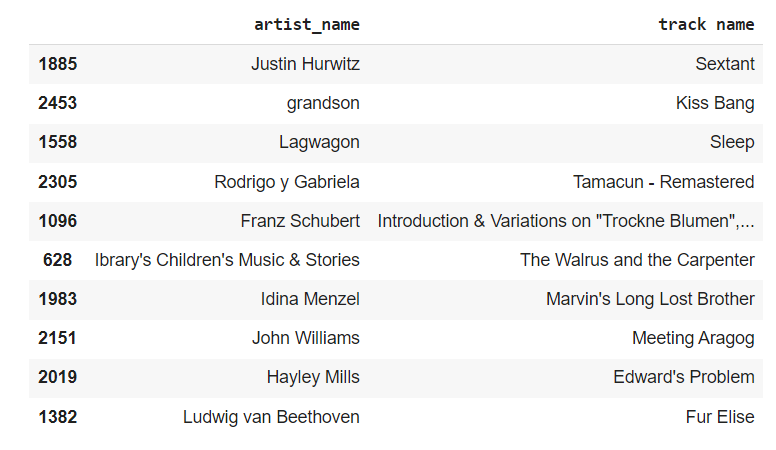 artist_name track name
1885 Justin Hurwitz Sextant
2453 grandson Kiss Bang
1558 Lagwagon Sleep
2305 Rodrigo y Gabriela Tamacun - Remastered
1096 Franz Schubert Introduction & Variations on "Trockne Blumen",...
628 Ibrary's Children's Music & Stories The Walrus and the Carpenter
1983 Idina Menzel Marvin's Long Lost Brother
2151 John Williams Meeting Aragog
2019 Hayley Mills Edward's Problem
1382 Ludwig van Beethoven Fur Elise